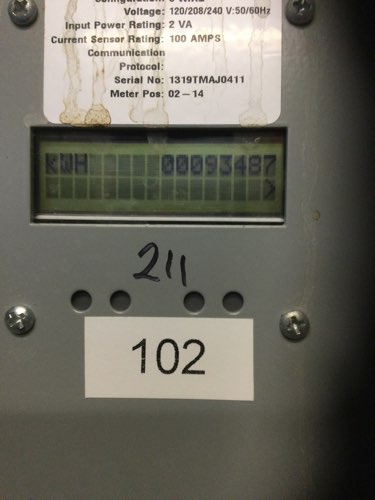 Voltage: 120/208/240 V:50/60Hz
Input Power Rating: 2 VA
Current Sensor Rating: 100 AMPS
Communication
Protocol:
Serial No: 1319TMAJ0411
Meter Pos: 02-14
KWH 00093487
>
211
102